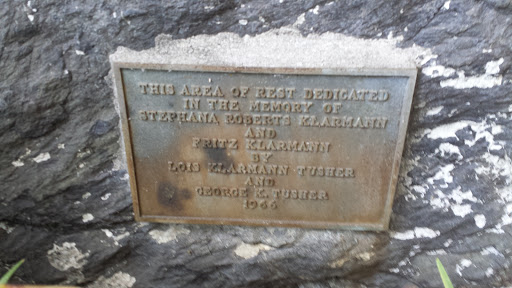 THIS AREA OF REST DEDICATED
IN THE MEMORY OF
STEPHANA ROBERTS KLARMANN
AND
FRITZ KLARMANN
BY
LOIS KLARMANN TUSHER
AND
GEORGE K. TUSHER
1966